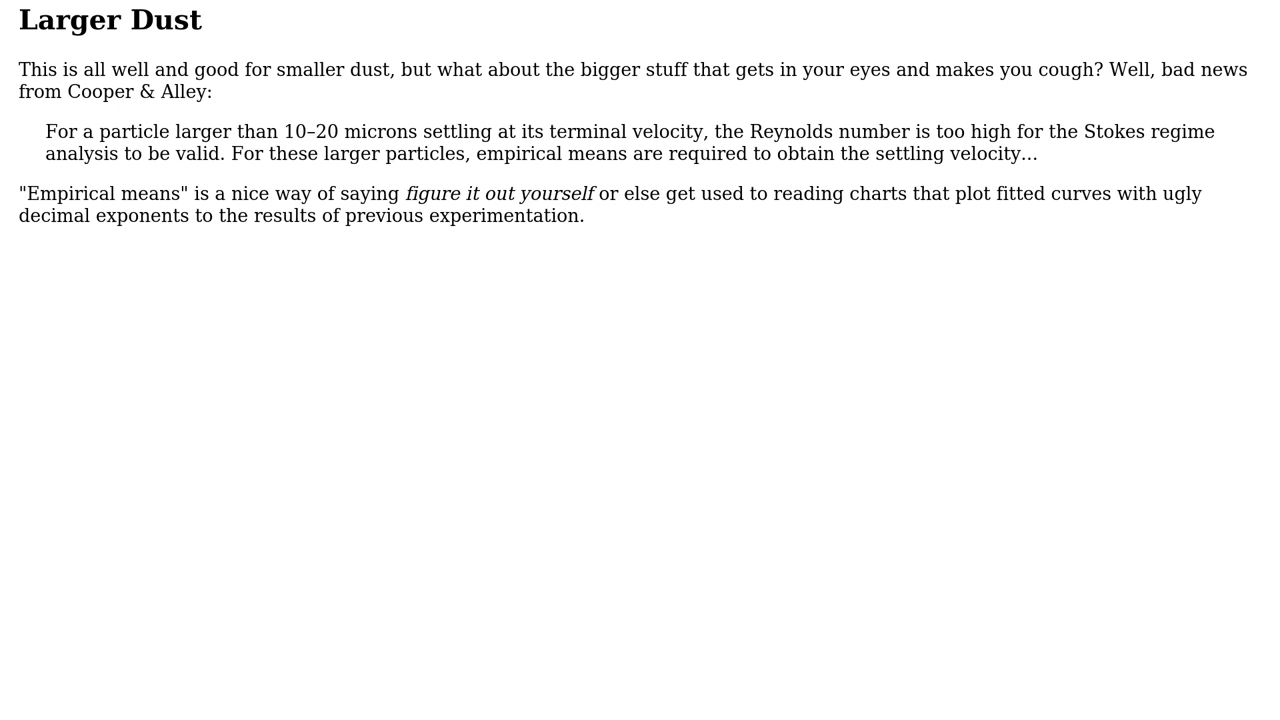 Larger Dust
This is all well and good for smaller dust, but what about the bigger stuff that gets in your eyes and makes you cough? Well, bad news
from Cooper & Alley:
For a particle larger than 10–20 microns settling at its terminal velocity, the Reynolds number is too high for the Stokes regime
analysis to be valid. For these larger particles, empirical means are required to obtain the settling velocity…
"Empirical means" is a nice way of saying figure it out yourself or else get used to reading charts that plot fitted curves with ugly
decimal exponents to the results of previous experimentation.